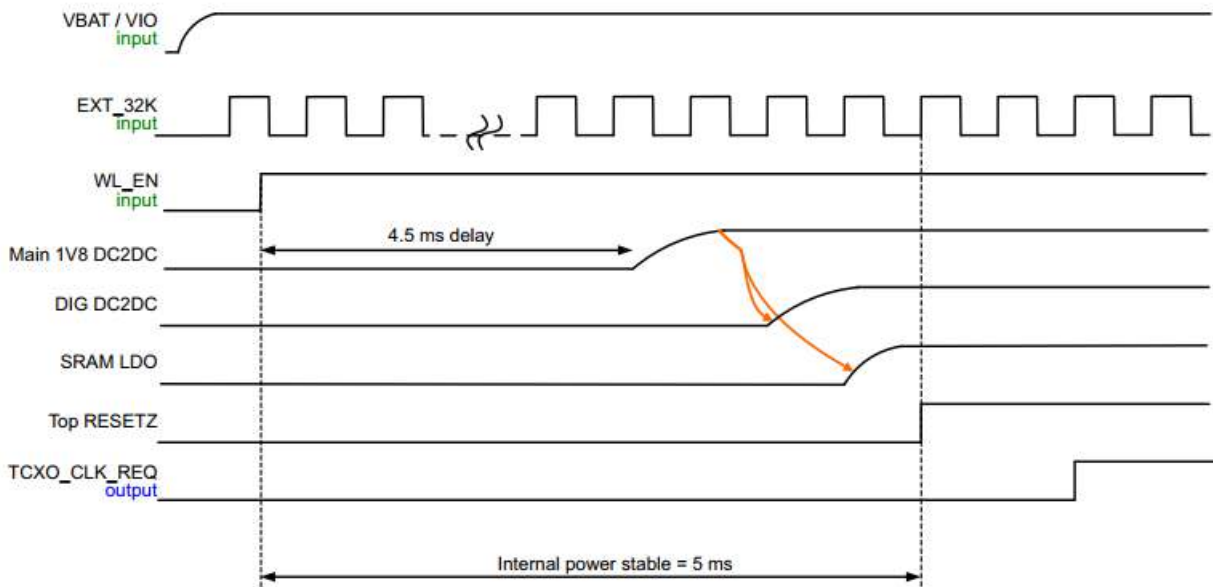 VBAT / VIO
input
EXT_32K
input
WL_EN
input
4.5 ms delay
Main 1V8 DC2DC
DIG DC2DC
SRAM LDO
Top RESETZ
TCXO_CLK_REQ
output
Internal power stable = 5 ms